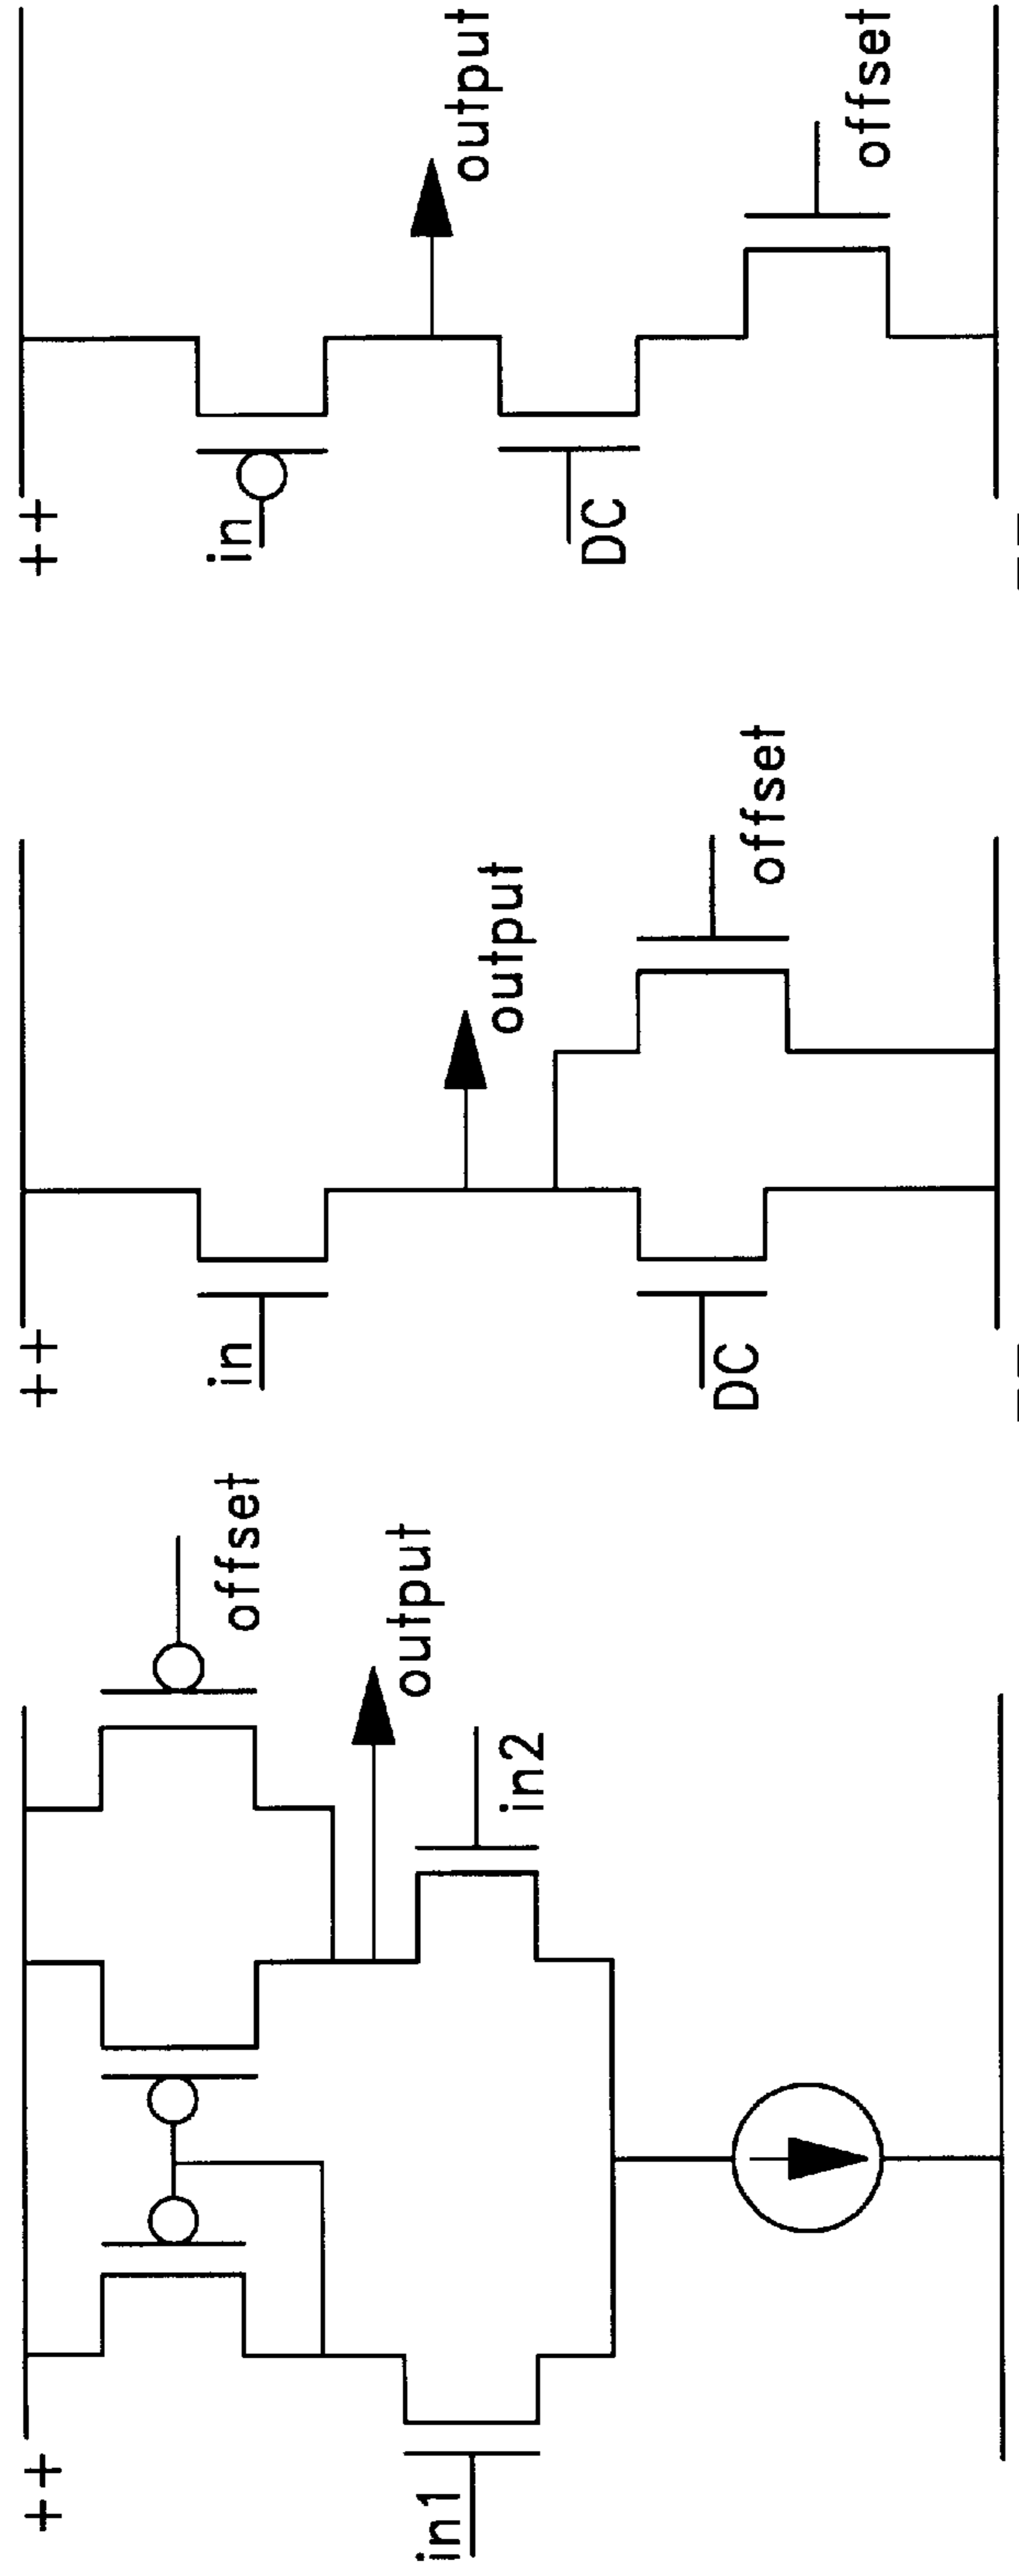 ++
offset
output
in1
in2
++
in
output
DC
offset
--
++
in
output
DC
offset
--